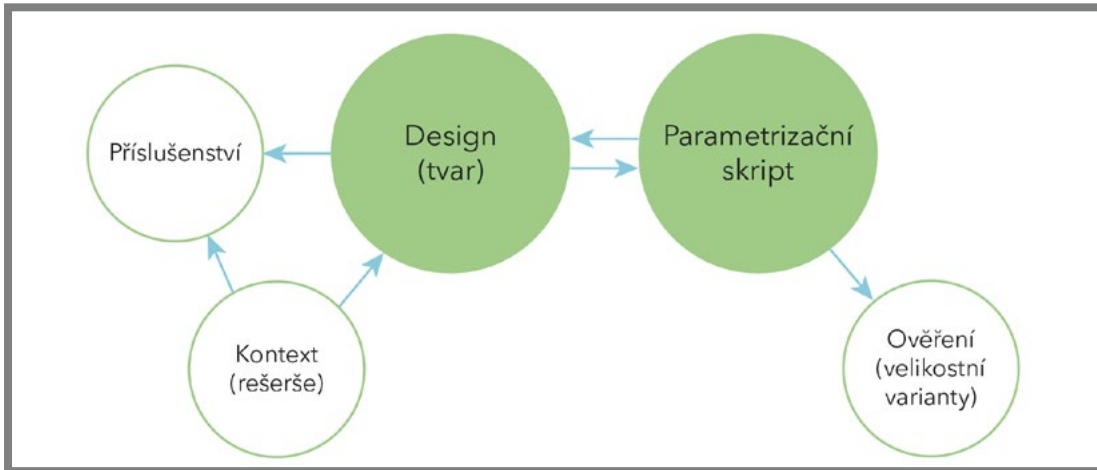 Příslušenství
Design
(tvar)
Parametrizační
skript
Kontext
(rešerše)
Ověření
(velikostní
varianty)